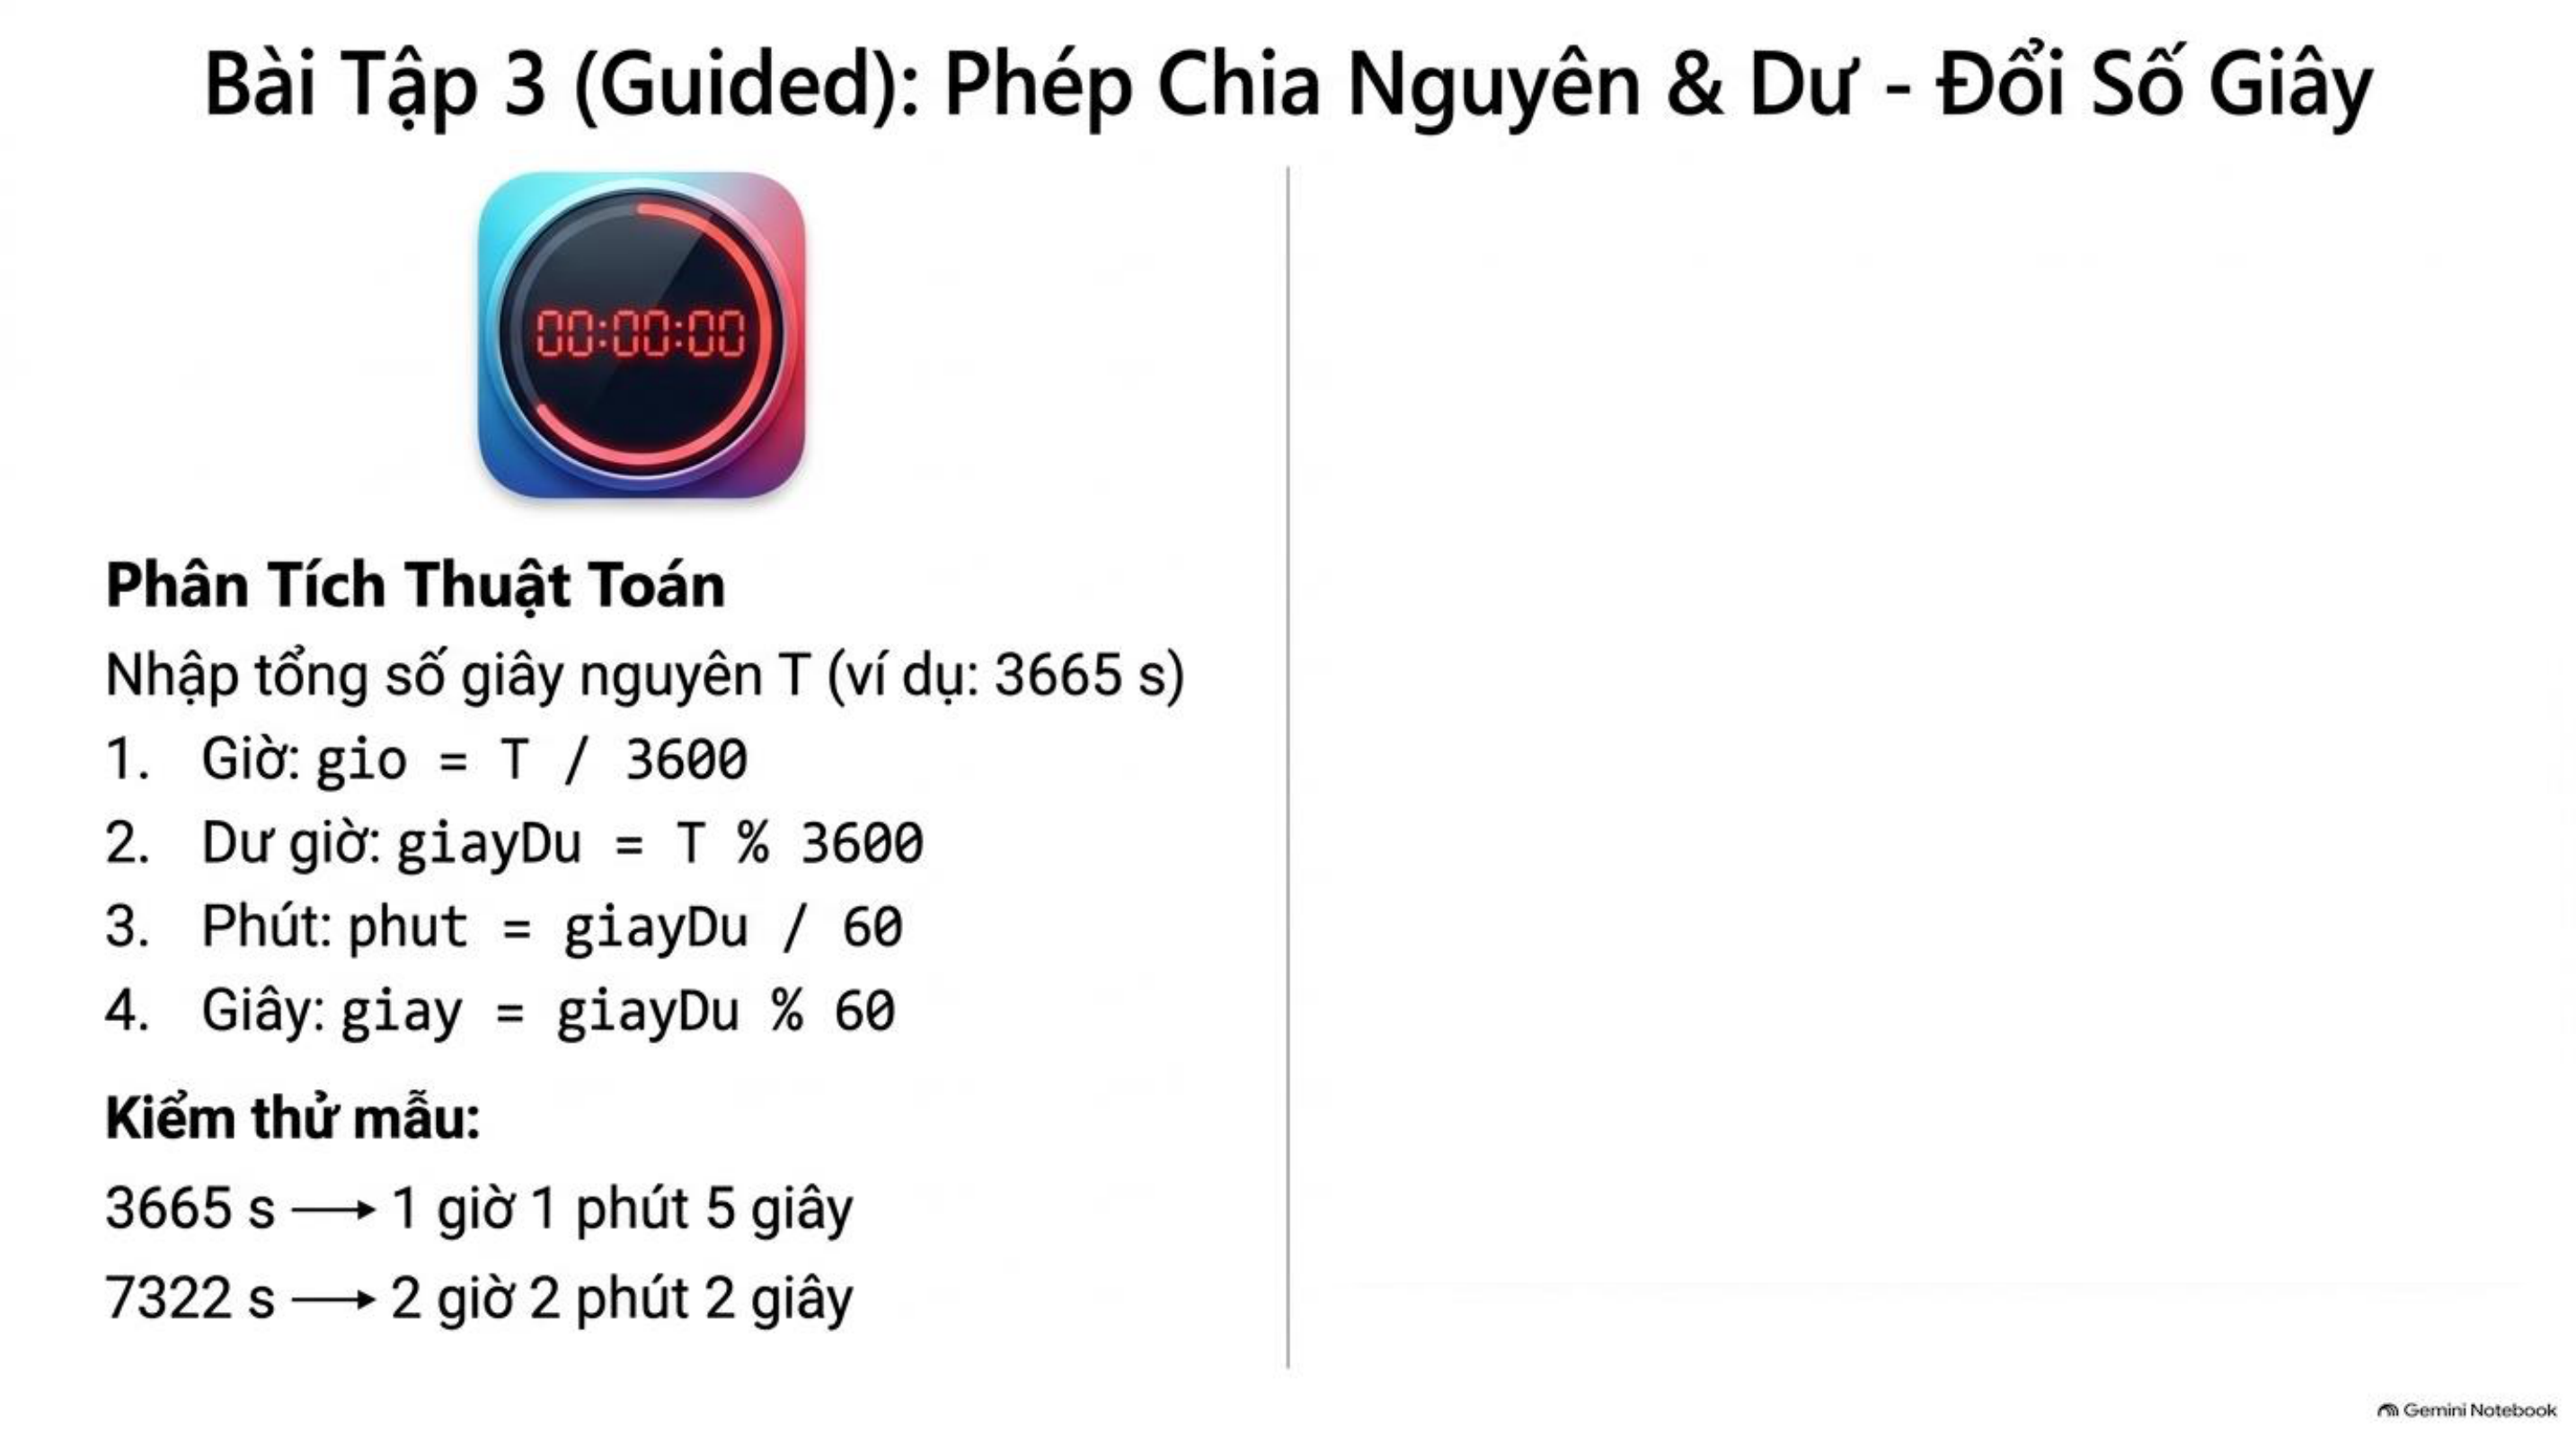 Bài Tập 3 (Guided): Phép Chia Nguyên & Dư - Đổi Số Giây
00:00:00
Phân Tích Thuật Toán
Nhập tổng số giây nguyên T (ví dụ: 3665 s)
1. Giờ: gio = T / 3600
2. Dư giờ: giayDu = T % 3600
3. Phút: phut = giayDu / 60
4. Giây: giay = giayDu % 60
Kiểm thử mẫu:
3665 s ⟶ 1 giờ 1 phút 5 giây
7322 s ⟶ 2 giờ 2 phút 2 giây
Gemini Notebook